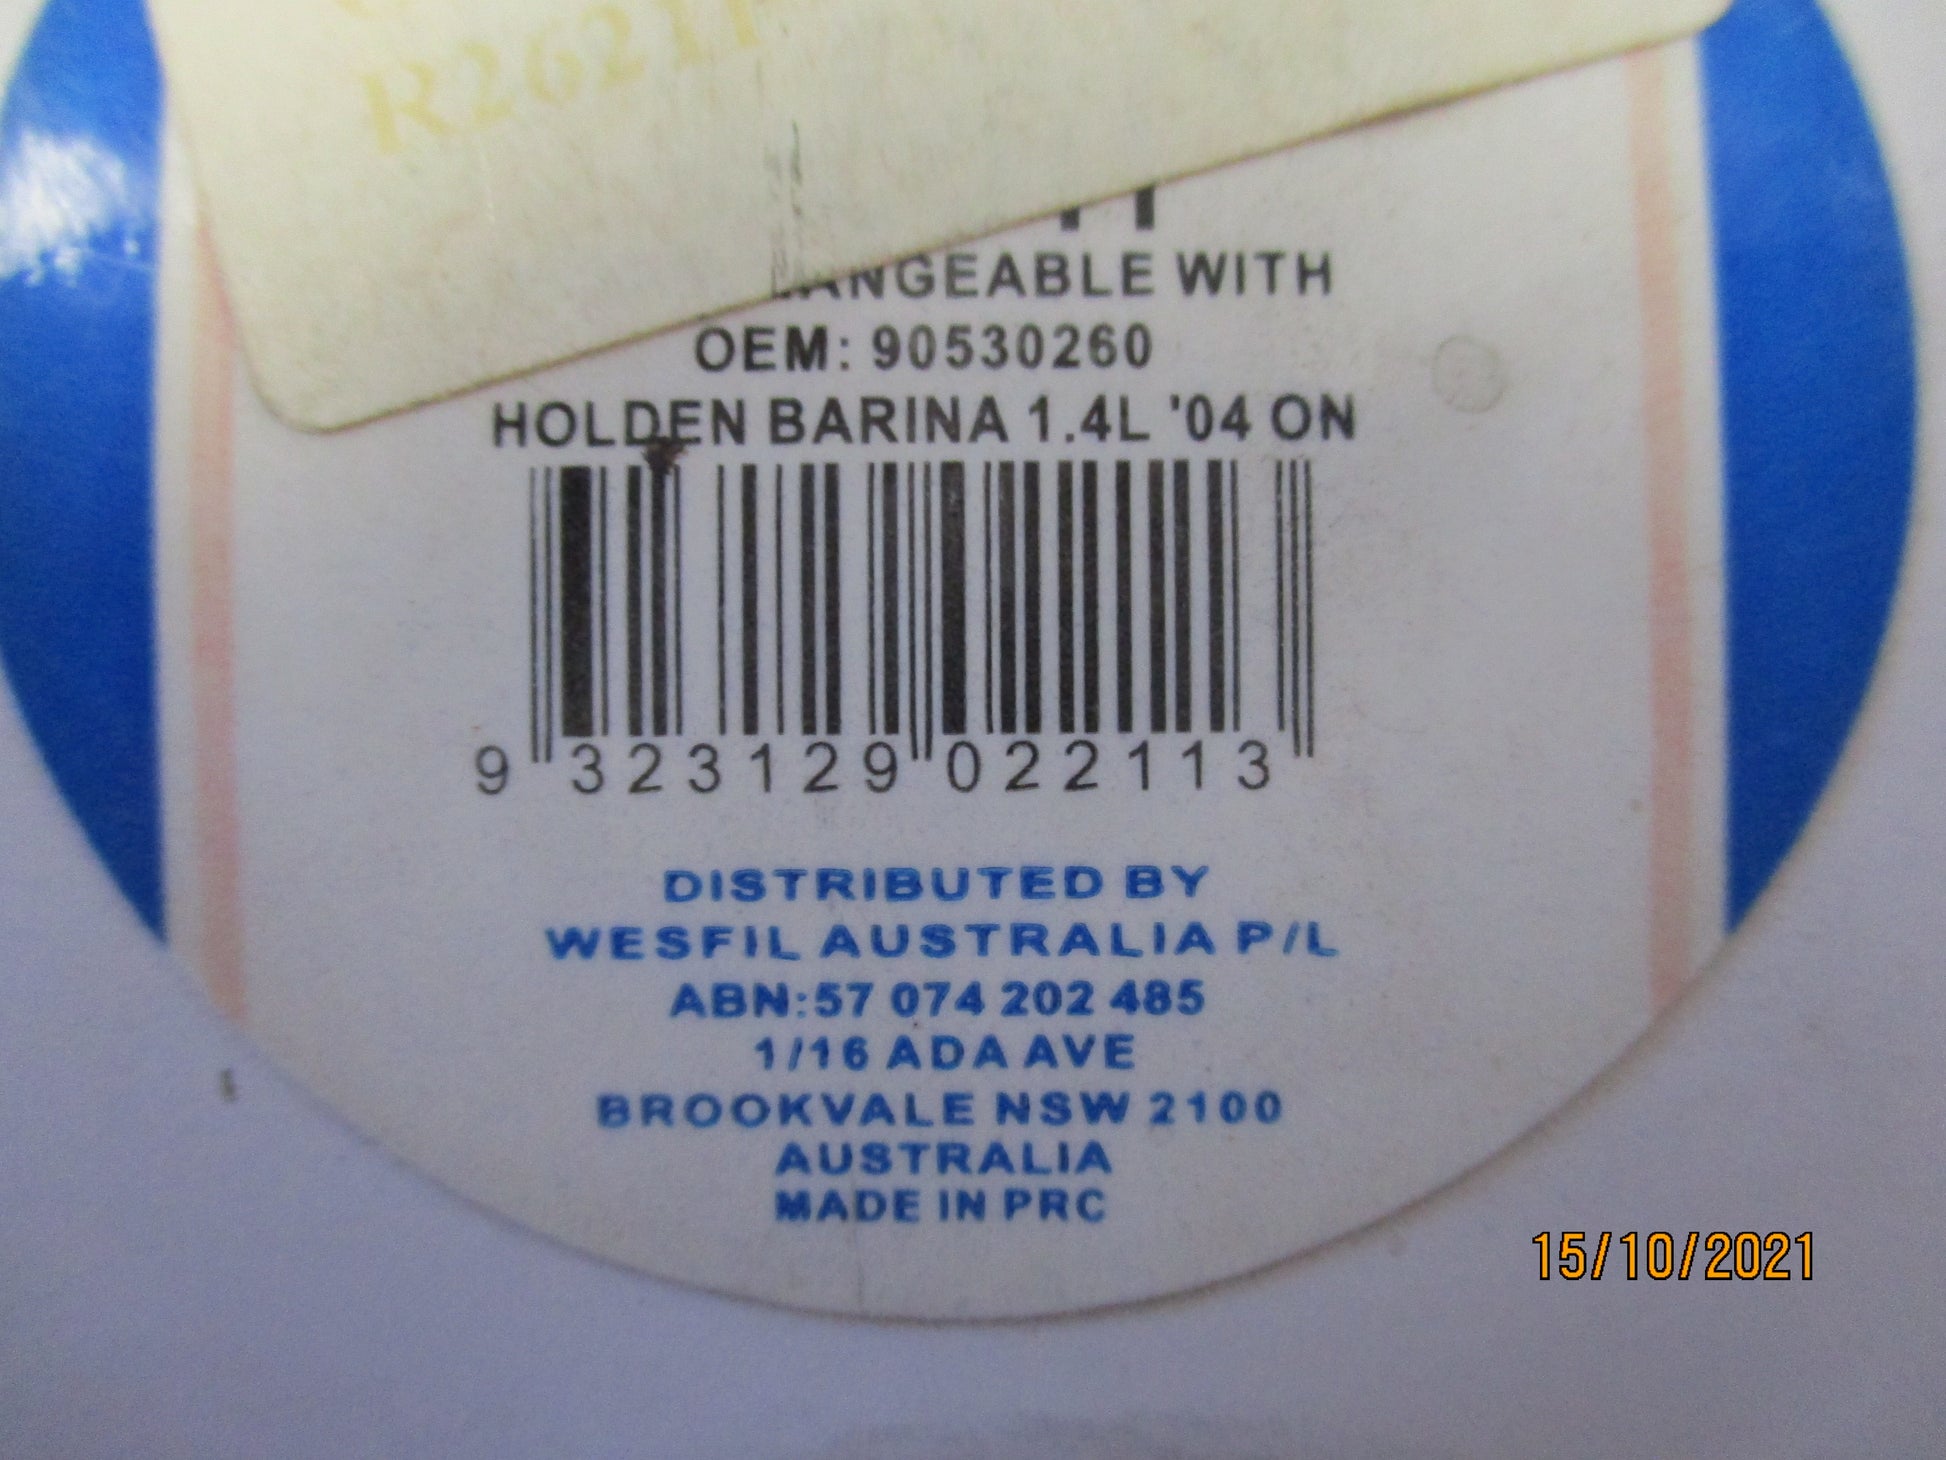 R26211
ANGEABLE WITH
OEM: 90530260
HOLDEN BARINA 1.4L '04 ON
9 323129 022113
DISTRIBUTED BY
WESFIL AUSTRALIA P/L
ABN:57 074 202 485
1/16 ADA AVE
BROOKVALE NSW 2100
AUSTRALIA
MADE IN PRC
15/10/2021